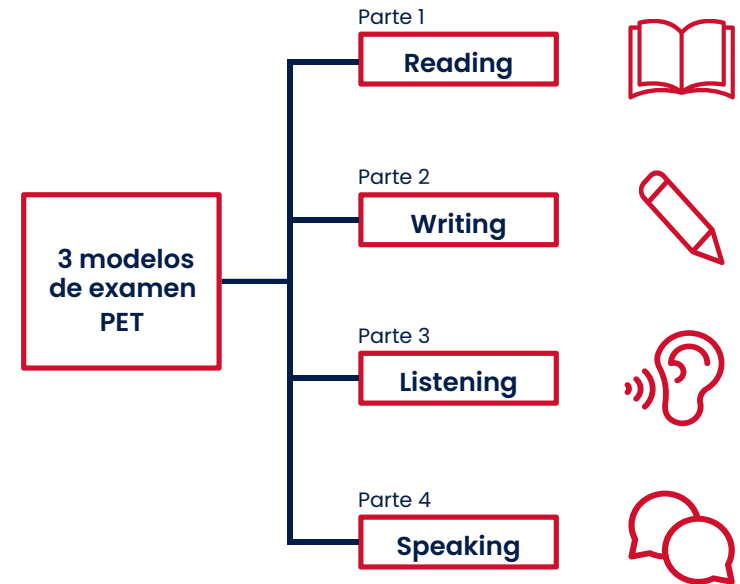 3 modelos
de examen
PET
Parte 1
Reading
Parte 2
Writing
Parte 3
Listening
Parte 4
Speaking